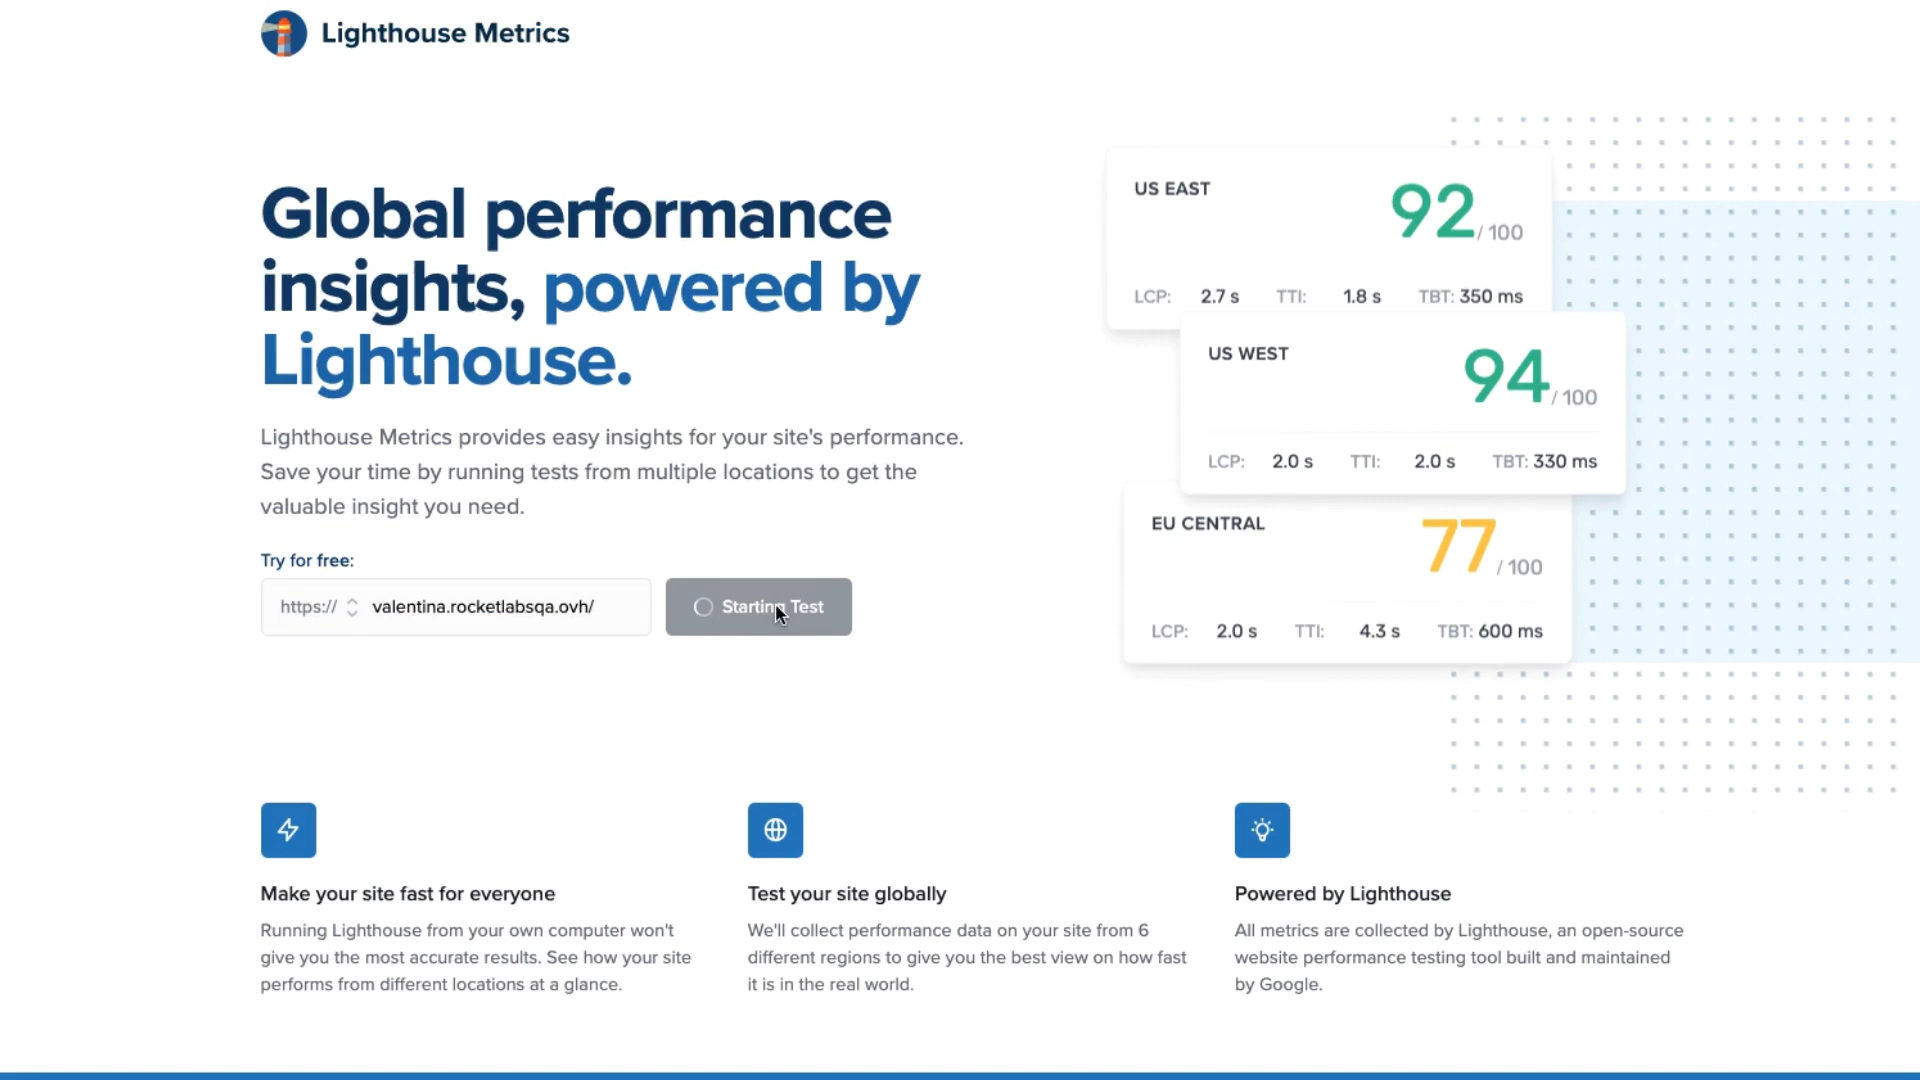 Lighthouse Metrics
Global performance
insights, powered by
Lighthouse.
Lighthouse Metrics provides easy insights for your site's performance.
Save your time by running tests from multiple locations to get the
valuable insight you need.
Try for free:
https:// valentina.rocketlabsqa.ovh/
Starting Test
US EAST
92 / 100
LCP: 2.7 s TTI: 1.8 s TBT: 350 ms
US WEST
94 / 100
LCP: 2.0 s TTI: 2.0 s TBT: 330 ms
EU CENTRAL
77 / 100
LCP: 2.0 s TTI: 4.3 s TBT: 600 ms
Make your site fast for everyone
Running Lighthouse from your own computer won't
give you the most accurate results. See how your site
performs from different locations at a glance.
Test your site globally
We'll collect performance data on your site from 6
different regions to give you the best view on how fast
it is in the real world.
Powered by Lighthouse
All metrics are collected by Lighthouse, an open-source
website performance testing tool built and maintained
by Google.